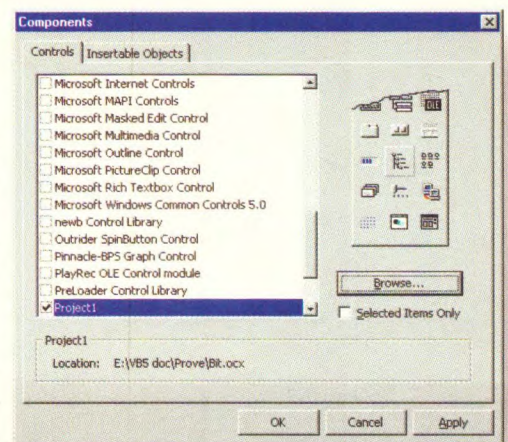 Components
Controls
Insertable Objects
Microsoft Internet Controls
Microsoft MAPI Controls
Microsoft Masked Edit Control
Microsoft Multimedia Control
Microsoft Outline Control
Microsoft PictureClip Control
Microsoft Rich Textbox Control
Microsoft Windows Common Controls 5.0
newb Control Library
Outrider SpinButton Control
Pinnacle-BPS Graph Control
PlayRec OLE Control module
PreLoader Control Library
Project1
OLE
Browse...
Selected Items Only
Project1
Location: E:\VB5 doc\Prove\Bit.ocx
OK
Cancel
Apply